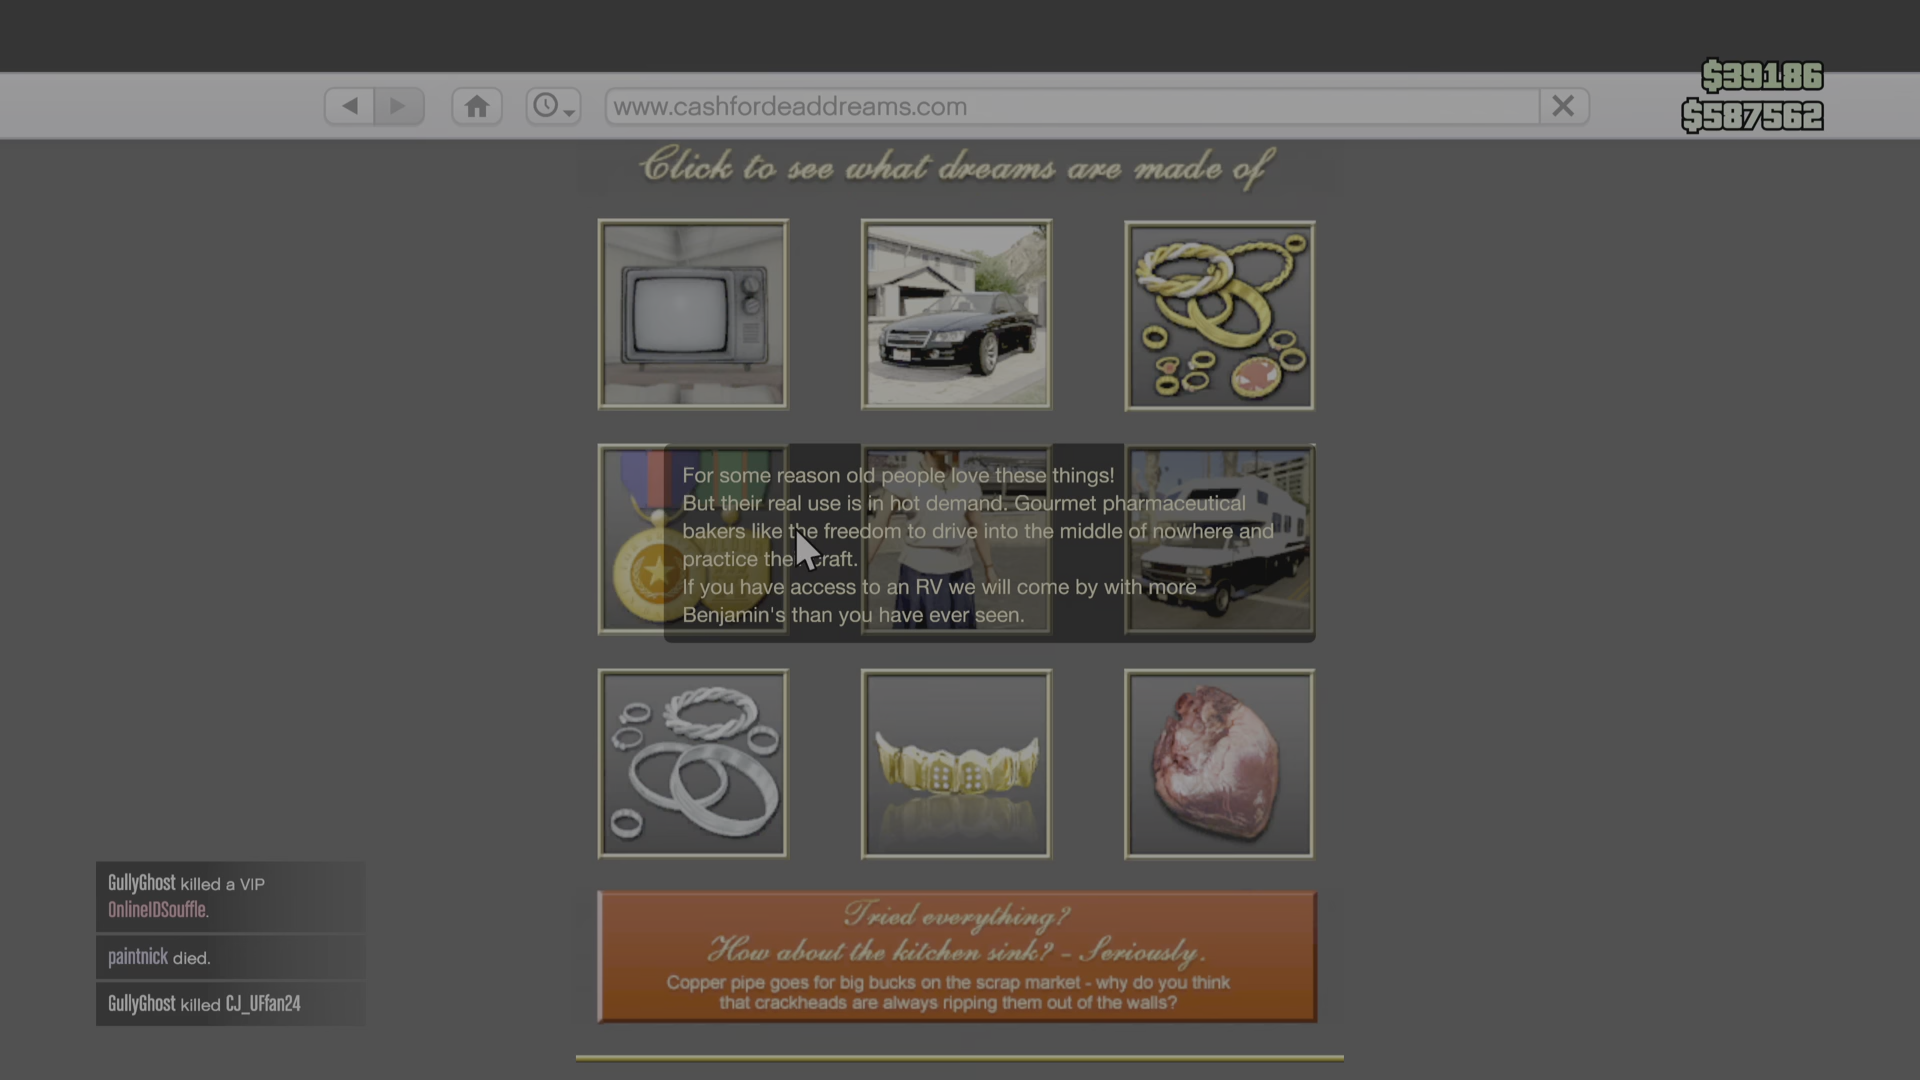 www.cashfordeaddreams.com
$39186
$587562
Click to see what dreams are made of
For some reason old people love these things!
But their real use is in hot demand. Gourmet pharmaceutical
bakers like the freedom to drive into the middle of nowhere and
practice the craft.
If you have access to an RV we will come by with more
Benjamin's than you have ever seen.
Tried everything?
How about the kitchen sink? - Seriously.
Copper pipe goes for big bucks on the scrap market - why do you think
that crackheads are always ripping them out of the walls?
GullyGhost killed a VIP
OnlineIDSouffle.
paintnick died.
GullyGhost killed CJ_UFfan24